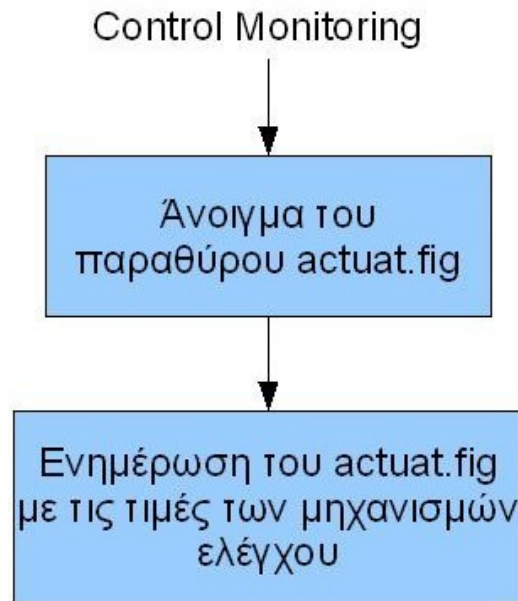 Control Monitoring
Άνοιγμα του
παραθύρου actuat.fig
Ενημέρωση του actuat.fig
με τις τιμές των μηχανισμών
ελέγχου